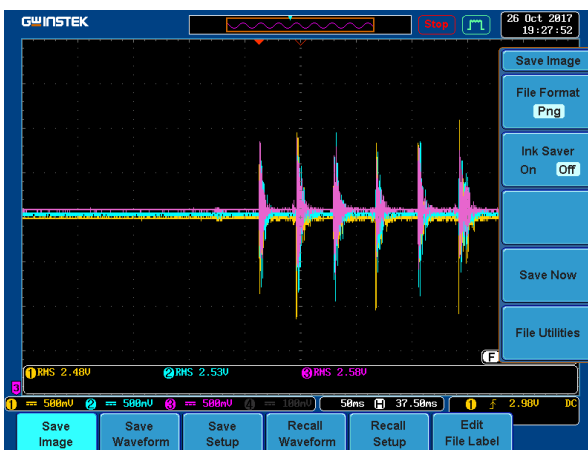 GWINSTEK
Stop
26 Oct 2017
19:27:52
Save Image
File Format
Png
Ink Saver
On Off
Save Now
File Utilities
F
1 RMS 2.48V 2 RMS 2.53V 3 RMS 2.58V
3
1 500mV 2 500mV 3 500mV 4 100mV 50ms H 37.50ms 1 2.98V DC
Save Image
Save Waveform
Save Setup
Recall Waveform
Recall Setup
Edit File Label